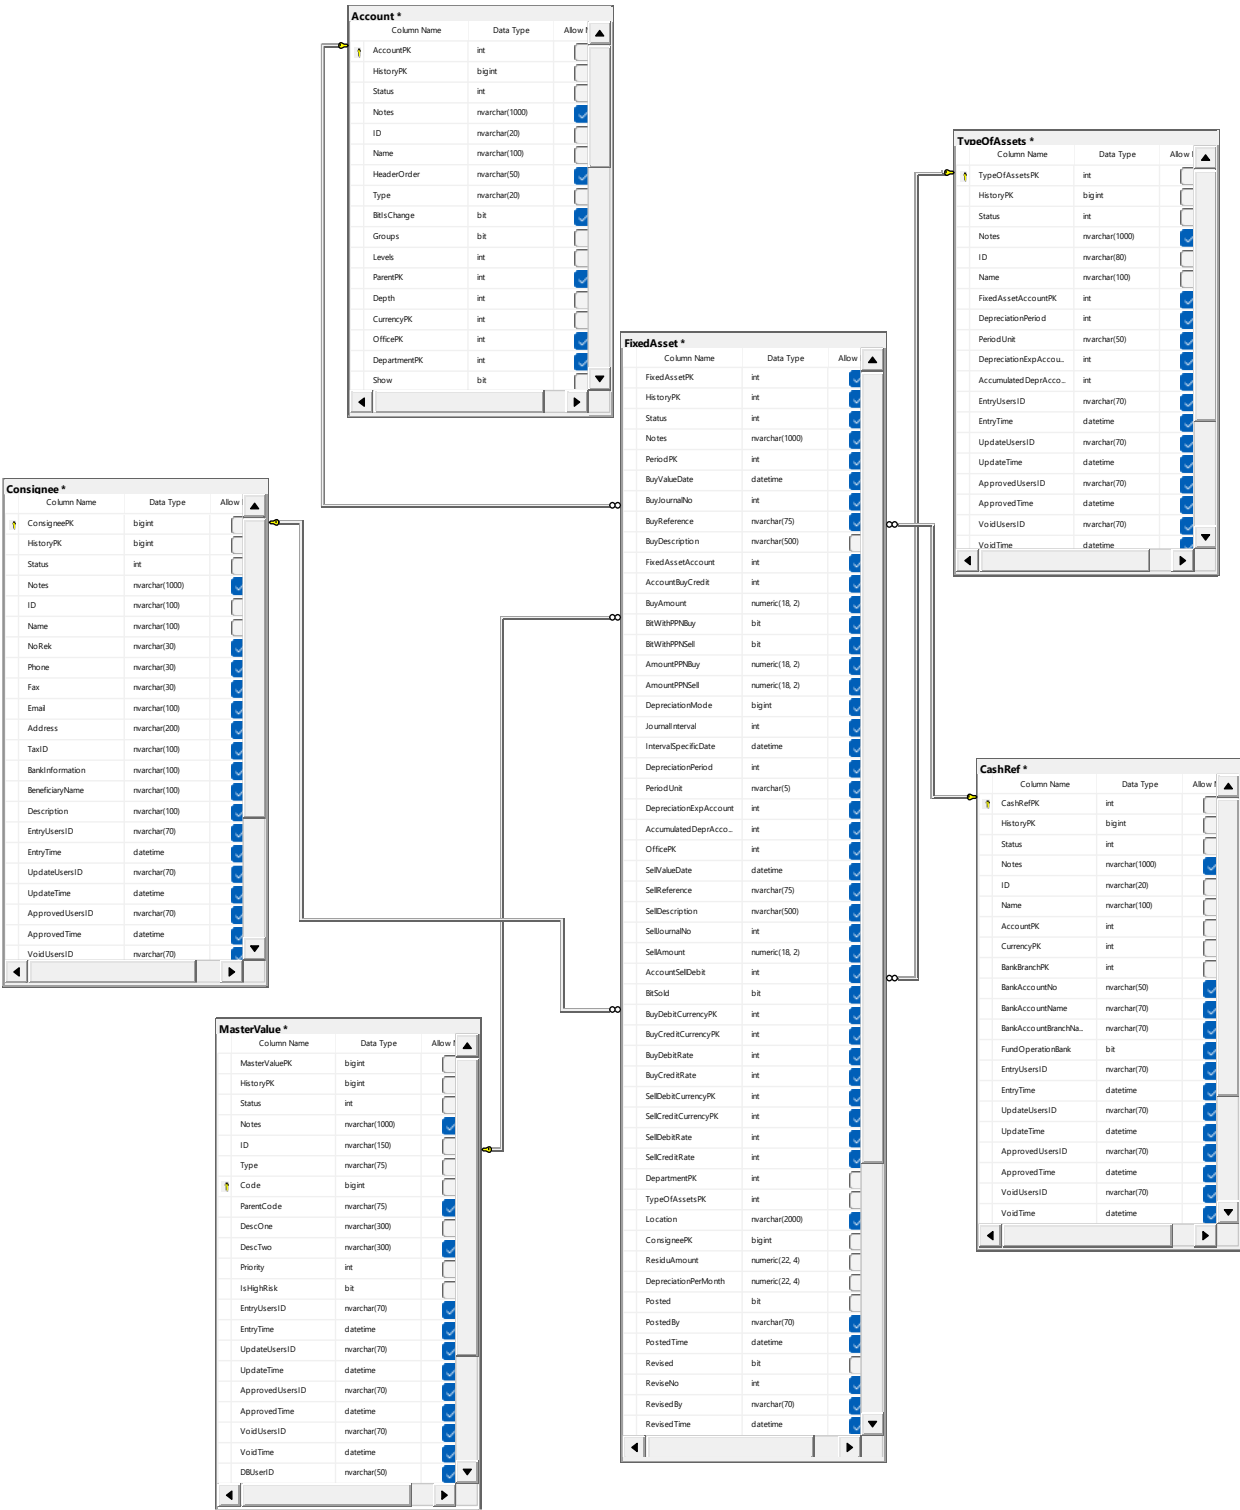 Account *
Column Name Data Type Allow
AccountPK int
HistoryPK bigint
Status int
Notes nvarchar(1000)
ID nvarchar(20)
Name nvarchar(100)
HeaderOrder nvarchar(50)
Type nvarchar(20)
BitIsChange bit
Groups bit
Levels int
ParentPK int
Depth int
CurrencyPK int
OfficePK int
DepartmentPK int
Show bit
TypeOfAssets *
Column Name Data Type Allow
TypeOfAssetsPK int
HistoryPK bigint
Status int
Notes nvarchar(1000)
ID nvarchar(80)
Name nvarchar(100)
FixedAssetAccountPK int
DepreciationPeriod int
PeriodUnit nvarchar(50)
DepreciationExpAccou... int
AccumulatedDeprAcco... int
EntryUsersID nvarchar(70)
EntryTime datetime
UpdateUsersID nvarchar(70)
UpdateTime datetime
ApprovedUsersID nvarchar(70)
ApprovedTime datetime
VoidUsersID nvarchar(70)
VoidTime datetime
FixedAsset *
Column Name Data Type Allow
FixedAssetPK int
HistoryPK int
Status int
Notes nvarchar(1000)
PeriodPK int
BuyValueDate datetime
BuyJournalNo int
BuyReference nvarchar(75)
BuyDescription nvarchar(500)
FixedAssetAccount int
AccountBuyCredit int
BuyAmount numeric(18, 2)
BitWithPPNBuy bit
BitWithPPNSell bit
AmountPPNBuy numeric(18, 2)
AmountPPNSell numeric(18, 2)
DepreciationMode bigint
JournalInterval int
IntervalSpecificDate datetime
DepreciationPeriod int
PeriodUnit nvarchar(5)
DepreciationExpAccount int
AccumulatedDeprAcco... int
OfficePK int
SellValueDate datetime
SellReference nvarchar(75)
SellDescription nvarchar(500)
SellJournalNo int
SellAmount numeric(18, 2)
AccountSellDebit int
BitSold bit
BuyDebitCurrencyPK int
BuyCreditCurrencyPK int
BuyDebitRate int
BuyCreditRate int
SellDebitCurrencyPK int
SellCreditCurrencyPK int
SellDebitRate int
SellCreditRate int
DepartmentPK int
TypeOfAssetsPK int
Location nvarchar(2000)
ConsigneePK bigint
ResiduAmount numeric(22, 4)
DepreciationPerMonth numeric(22, 4)
Posted bit
PostedBy nvarchar(70)
PostedTime datetime
Revised bit
ReviseNo int
RevisedBy nvarchar(70)
RevisedTime datetime
Consignee *
Column Name Data Type Allow
ConsigneePK bigint
HistoryPK bigint
Status int
Notes nvarchar(1000)
ID nvarchar(100)
Name nvarchar(100)
NoRek nvarchar(30)
Phone nvarchar(30)
Fax nvarchar(30)
Email nvarchar(100)
Address nvarchar(200)
TaxID nvarchar(100)
BankInformation nvarchar(100)
BeneficiaryName nvarchar(100)
Description nvarchar(100)
EntryUsersID nvarchar(70)
EntryTime datetime
UpdateUsersID nvarchar(70)
UpdateTime datetime
ApprovedUsersID nvarchar(70)
ApprovedTime datetime
VoidUsersID nvarchar(70)
CashRef *
Column Name Data Type Allow
CashRefPK int
HistoryPK bigint
Status int
Notes nvarchar(1000)
ID nvarchar(20)
Name nvarchar(100)
AccountPK int
CurrencyPK int
BankBranchPK int
BankAccountNo nvarchar(50)
BankAccountName nvarchar(70)
BankAccountBranchNa... nvarchar(70)
FundOperationBank bit
EntryUsersID nvarchar(70)
EntryTime datetime
UpdateUsersID nvarchar(70)
UpdateTime datetime
ApprovedUsersID nvarchar(70)
ApprovedTime datetime
VoidUsersID nvarchar(70)
VoidTime datetime
MasterValue *
Column Name Data Type Allow
MasterValuePK bigint
HistoryPK bigint
Status int
Notes nvarchar(1000)
ID nvarchar(150)
Type nvarchar(75)
Code bigint
ParentCode nvarchar(75)
DescOne nvarchar(300)
DescTwo nvarchar(300)
Priority int
IsHighRisk bit
EntryUsersID nvarchar(70)
EntryTime datetime
UpdateUsersID nvarchar(70)
UpdateTime datetime
ApprovedUsersID nvarchar(70)
ApprovedTime datetime
VoidUsersID nvarchar(70)
VoidTime datetime
DBUserID nvarchar(50)